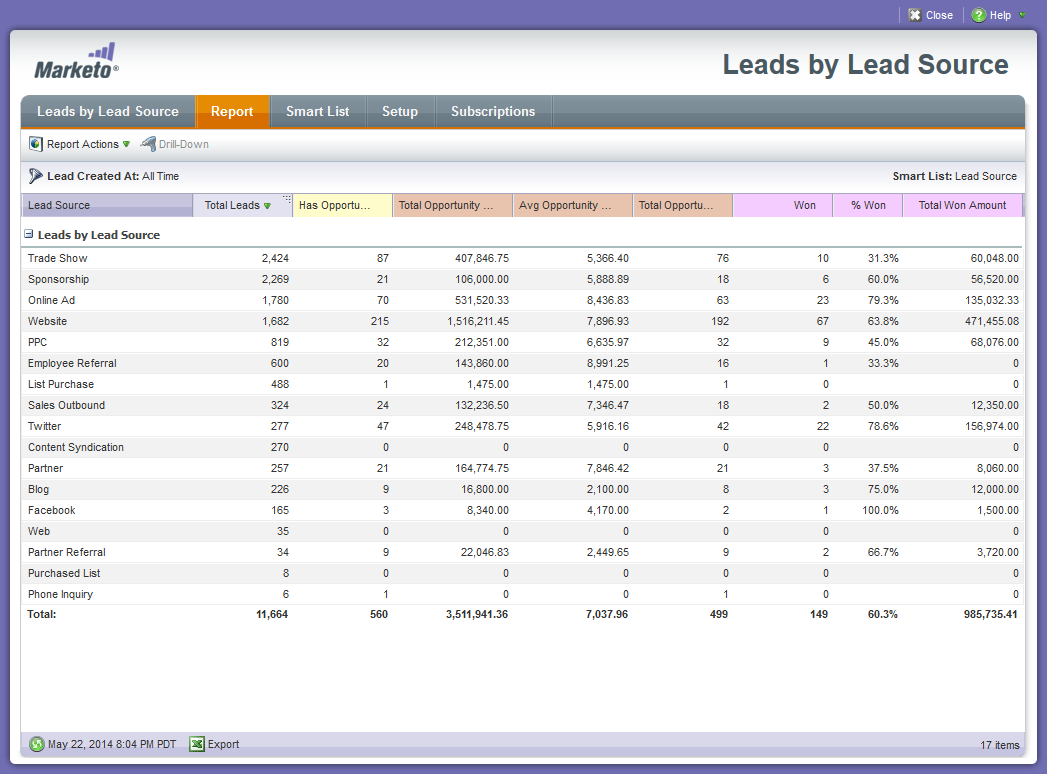 Close Help
Marketo®
Leads by Lead Source
Leads by Lead Source Report Smart List Setup Subscriptions
Report Actions Drill-Down
Lead Created At: All Time Smart List: Lead Source
Lead Source Total Leads Has Opportu... Total Opportunity ... Avg Opportunity ... Total Opportu... Won % Won Total Won Amount
Leads by Lead Source
Trade Show 2,424 87 407,846.75 5,366.40 76 10 31.3% 60,048.00
Sponsorship 2,269 21 106,000.00 5,888.89 18 6 60.0% 56,520.00
Online Ad 1,780 70 531,520.33 8,436.83 63 23 79.3% 135,032.33
Website 1,682 215 1,516,211.45 7,896.93 192 67 63.8% 471,455.08
PPC 819 32 212,351.00 6,635.97 32 9 45.0% 68,076.00
Employee Referral 600 20 143,860.00 8,991.25 16 1 33.3% 0
List Purchase 488 1 1,475.00 1,475.00 1 0 0
Sales Outbound 324 24 132,236.50 7,346.47 18 2 50.0% 12,350.00
Twitter 277 47 248,478.75 5,916.16 42 22 78.6% 156,974.00
Content Syndication 270 0 0 0 0 0 0
Partner 257 21 164,774.75 7,846.42 21 3 37.5% 8,060.00
Blog 226 9 16,800.00 2,100.00 8 3 75.0% 12,000.00
Facebook 165 3 8,340.00 4,170.00 2 1 100.0% 1,500.00
Web 35 0 0 0 0 0 0
Partner Referral 34 9 22,046.83 2,449.65 9 2 66.7% 3,720.00
Purchased List 8 0 0 0 0 0 0
Phone Inquiry 6 1 0 0 1 0 0
Total: 11,664 560 3,511,941.36 7,037.96 499 149 60.3% 985,735.41
May 22, 2014 8:04 PM PDT Export 17 items